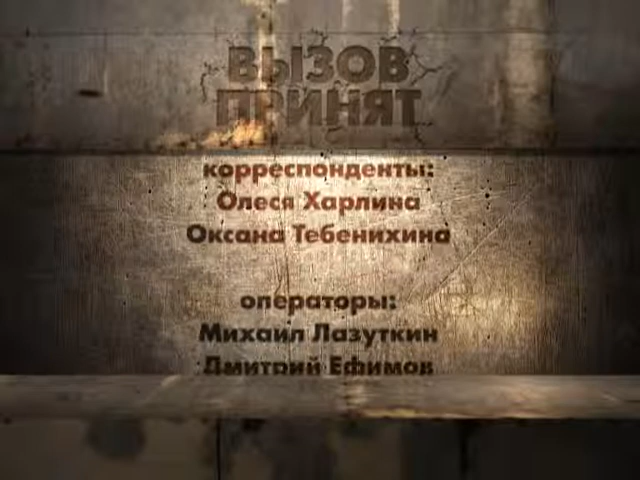 ВЫЗОВ
ПРИНЯТ
корреспонденты:
Олеся Харлина
Оксана Тебенихина
операторы:
Михаил Лазуткин
Дмитрий Ефимов